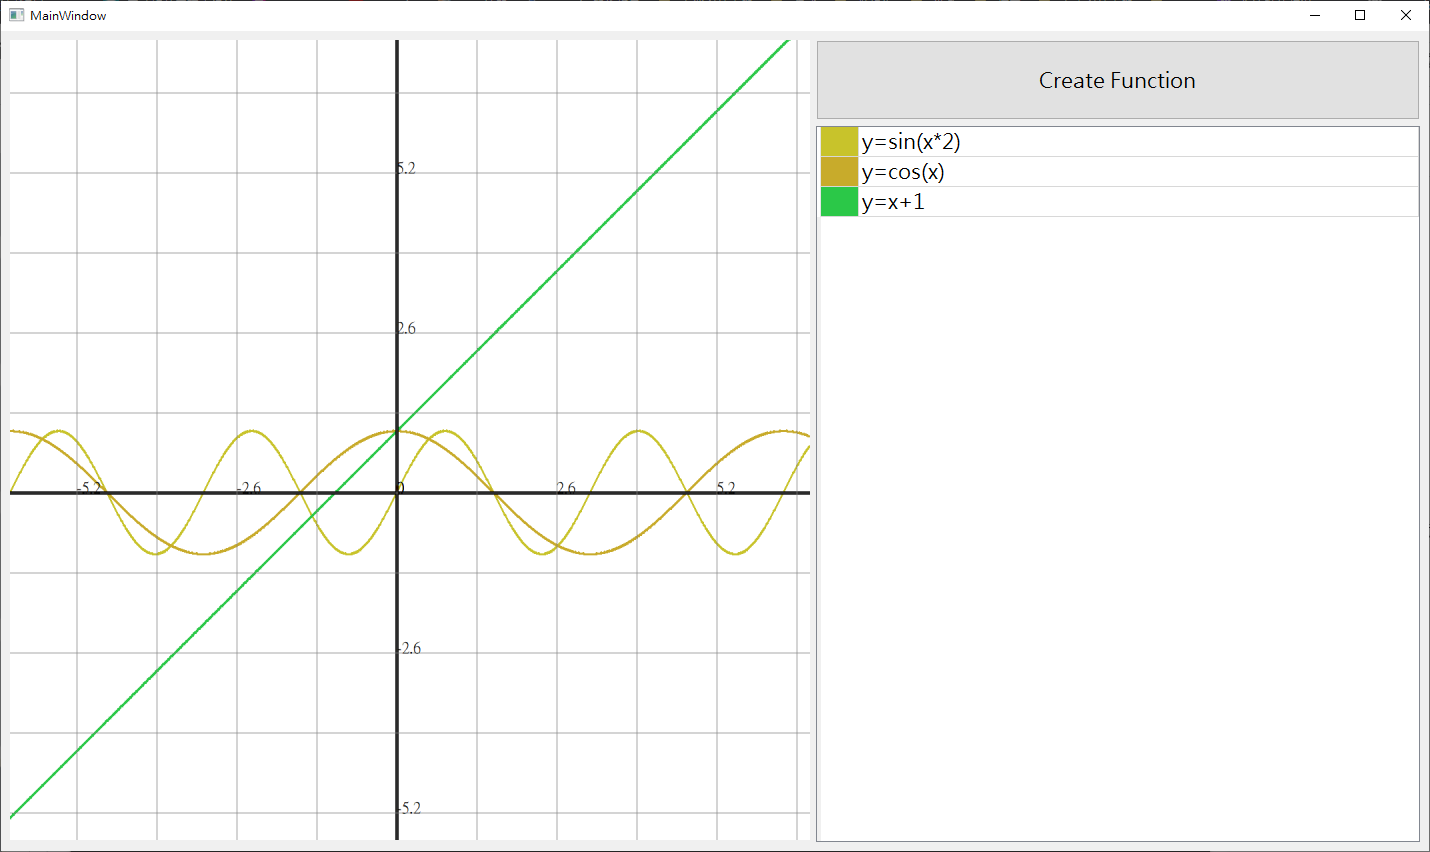 MainWindow
Create Function
y=sin(x*2)
y=cos(x)
y=x+1
5.2
2.6
-5.2
-2.6
0
2.6
5.2
-2.6
-5.2